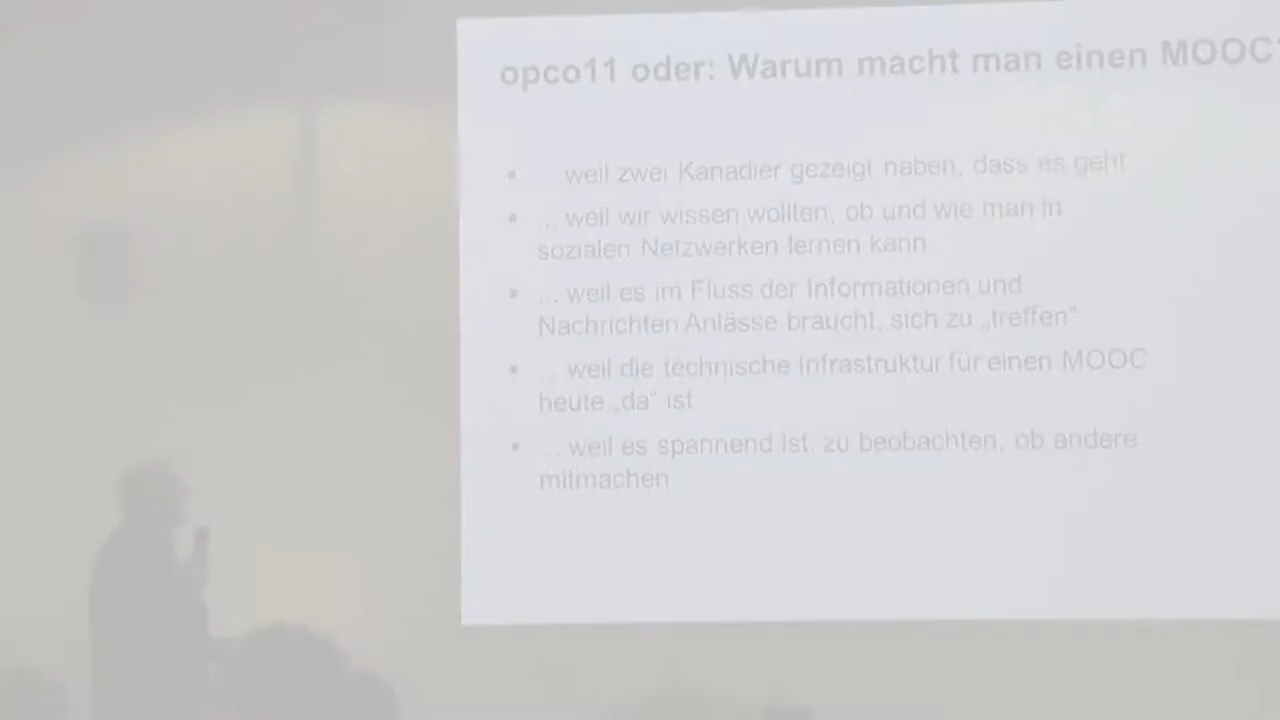 opco11 oder: Warum macht man einen MOOC?
• weil zwei Kanadier gezeigt haben, dass es geht
• ... weil wir wissen wollten, ob und wie man in
sozialen Netzwerken lernen kann
• ... weil es im Fluss der Informationen und
Nachrichten Anlässe braucht, sich zu „treffen“
• ... weil die technische Infrastruktur für einen MOOC
heute „da“ ist
• ... weil es spannend ist, zu beobachten, ob andere
mitmachen